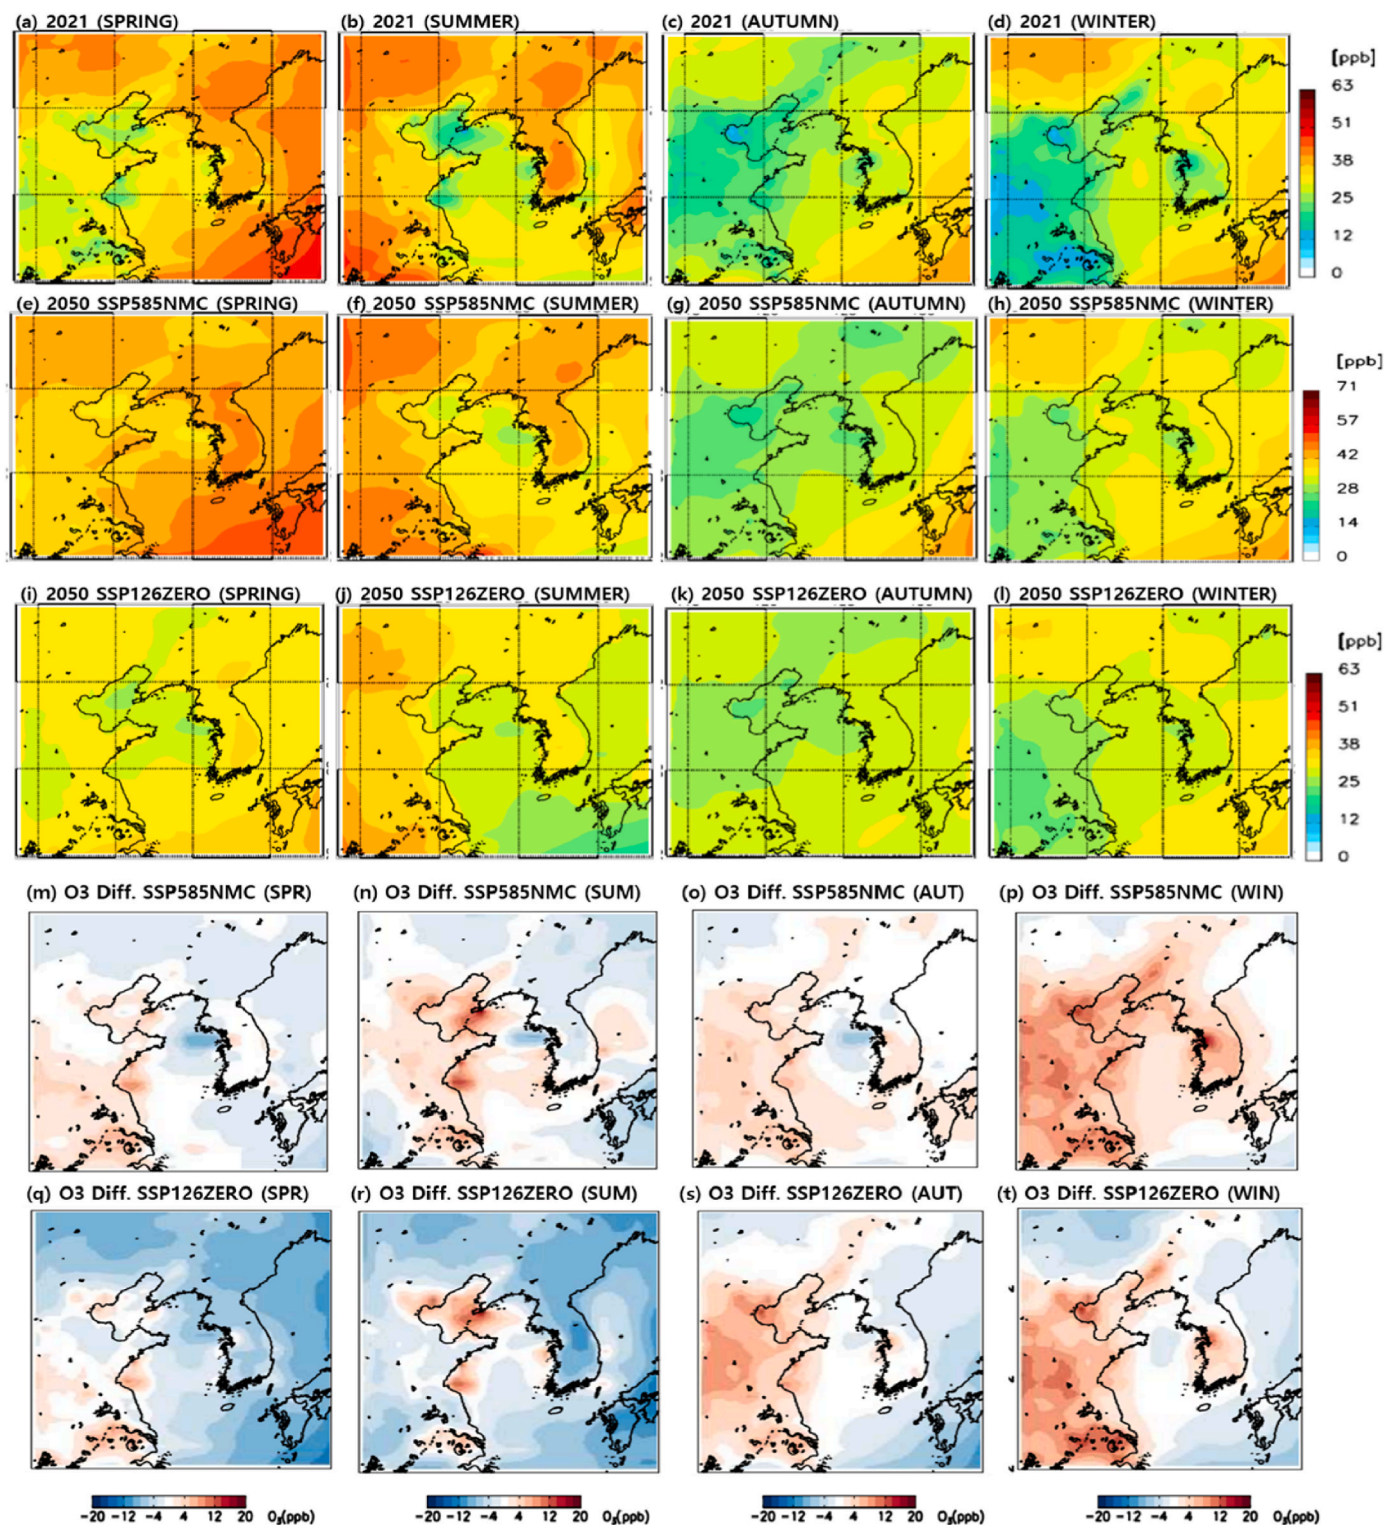 (a) 2021 (SPRING)
(b) 2021 (SUMMER)
(c) 2021 (AUTUMN)
(d) 2021 (WINTER)
[ppb]
63
51
38
25
12
0
(e) 2050 SSP585NMC (SPRING)
(f) 2050 SSP585NMC (SUMMER)
(g) 2050 SSP585NMC (AUTUMN)
(h) 2050 SSP585NMC (WINTER)
[ppb]
71
57
42
28
14
0
(i) 2050 SSP126ZERO (SPRING)
(j) 2050 SSP126ZERO (SUMMER)
(k) 2050 SSP126ZERO (AUTUMN)
(l) 2050 SSP126ZERO (WINTER)
[ppb]
63
51
38
25
12
0
(m) O3 Diff. SSP585NMC (SPR)
(n) O3 Diff. SSP585NMC (SUM)
(o) O3 Diff. SSP585NMC (AUT)
(p) O3 Diff. SSP585NMC (WIN)
(q) O3 Diff. SSP126ZERO (SPR)
(r) O3 Diff. SSP126ZERO (SUM)
(s) O3 Diff. SSP126ZERO (AUT)
(t) O3 Diff. SSP126ZERO (WIN)
-20 -12 -4 4 12 20 O₃(ppb)
-20 -12 -4 4 12 20 O₃(ppb)
-20 -12 -4 4 12 20 O₃(ppb)
-20 -12 -4 4 12 20 O₃(ppb)